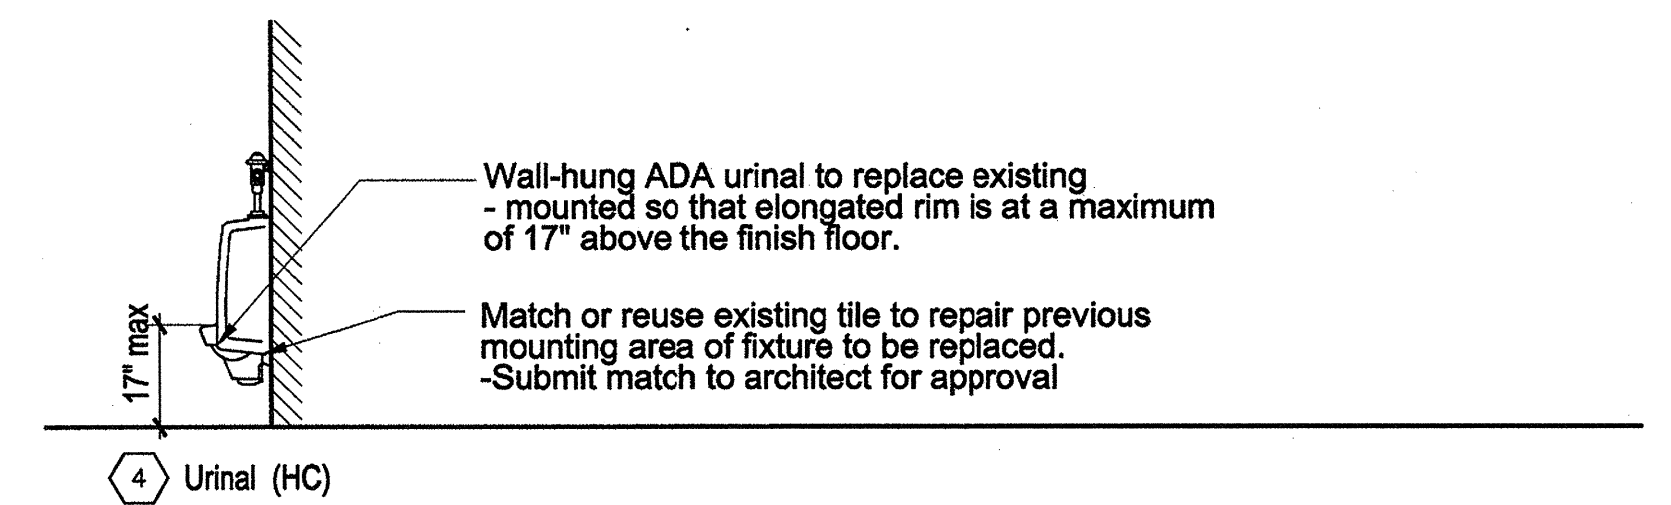 Wall-hung ADA urinal to replace existing
- mounted so that elongated rim is at a maximum
of 17" above the finish floor.
17" max
Match or reuse existing tile to repair previous
mounting area of fixture to be replaced.
-Submit match to architect for approval
4 Urinal (HC)